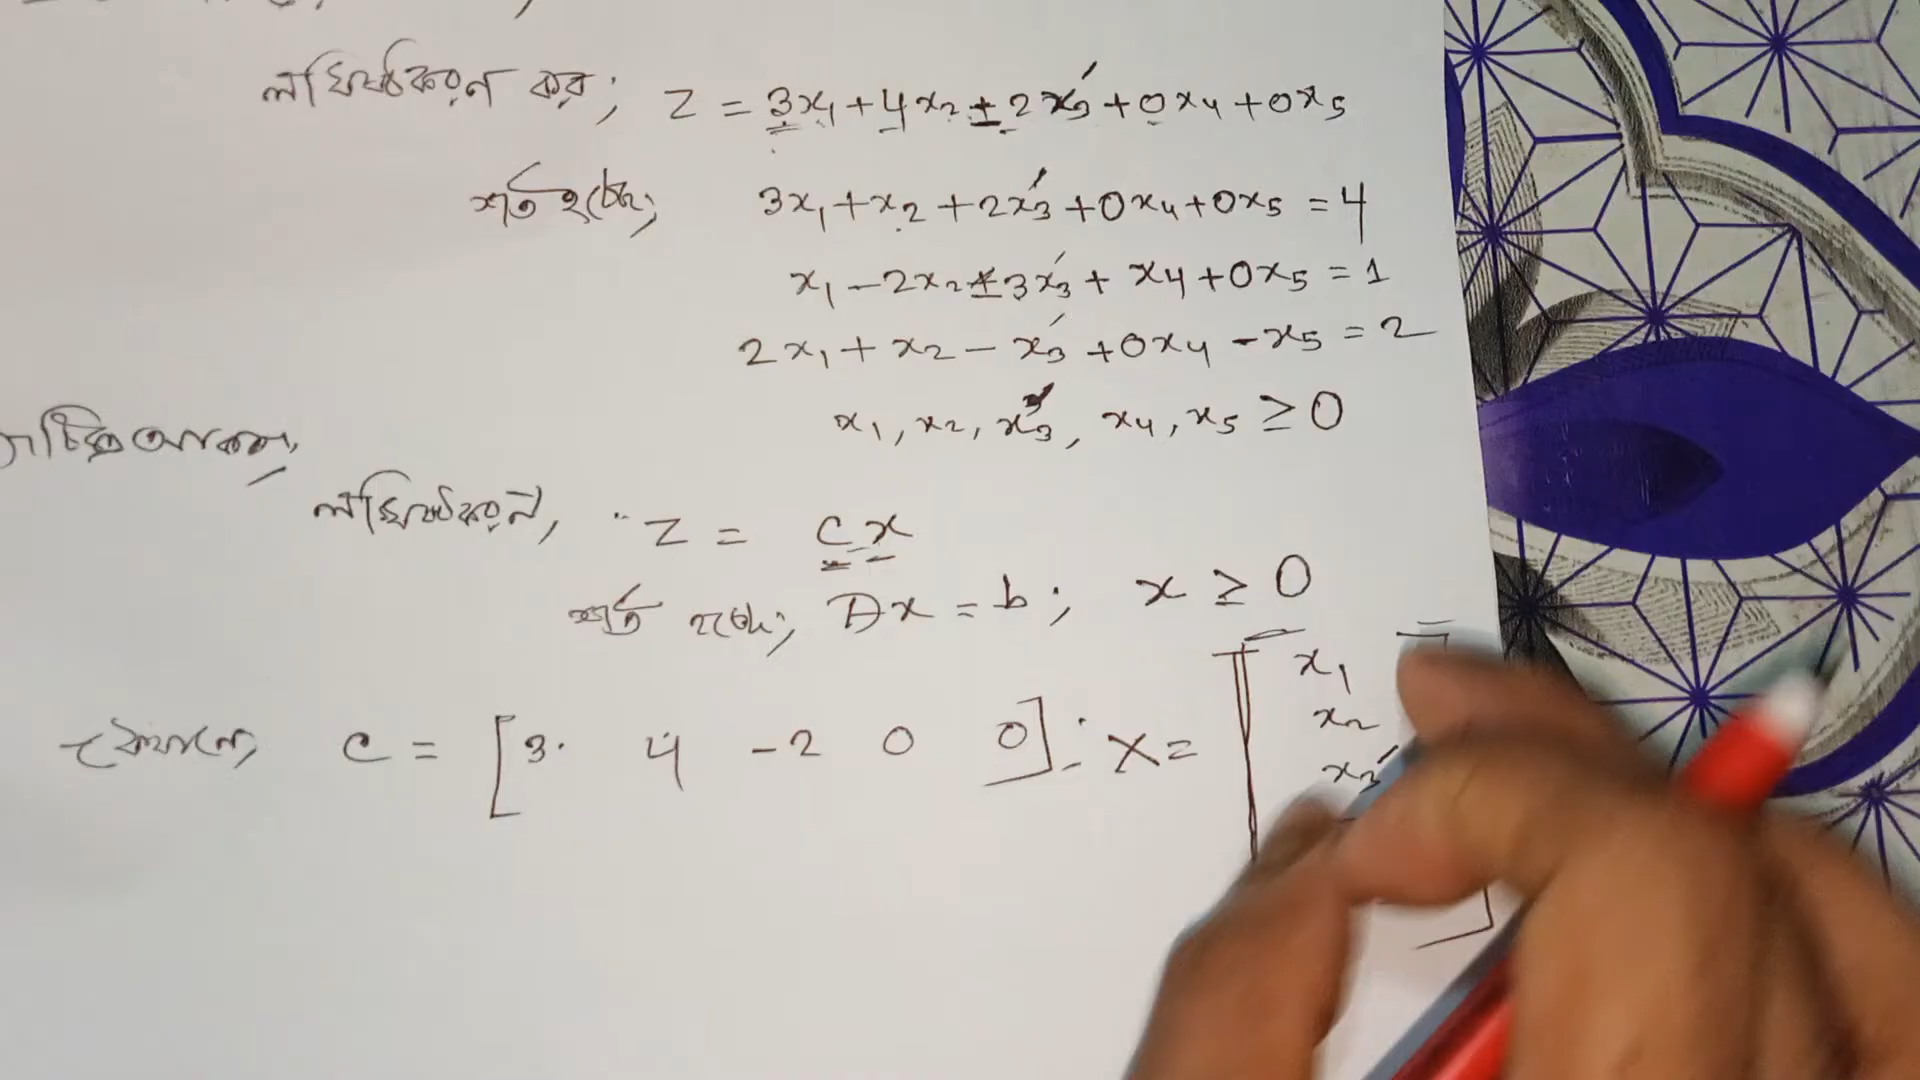 লঘিষ্ঠকরণ কর; Z = 3x₁ + 4x₂ ± 2x₃′ + 0x₄ + 0x₅
শর্ত হচ্ছে; 3x₁ + x₂ + 2x₃′ + 0x₄ + 0x₅ = 4
x₁ − 2x₂ ± 3x₃′ + x₄ + 0x₅ = 1
2x₁ + x₂ − x₃′ + 0x₄ − x₅ = 2
x₁, x₂, x₃′, x₄, x₅ ≥ 0
লঘিষ্ঠকরণ, Z = cx
শর্ত হচ্ছে; Ax = b; x ≥ 0
যেখানে, c = [3 4 −2 0 0]; X = [x₁
x₂
x₃′